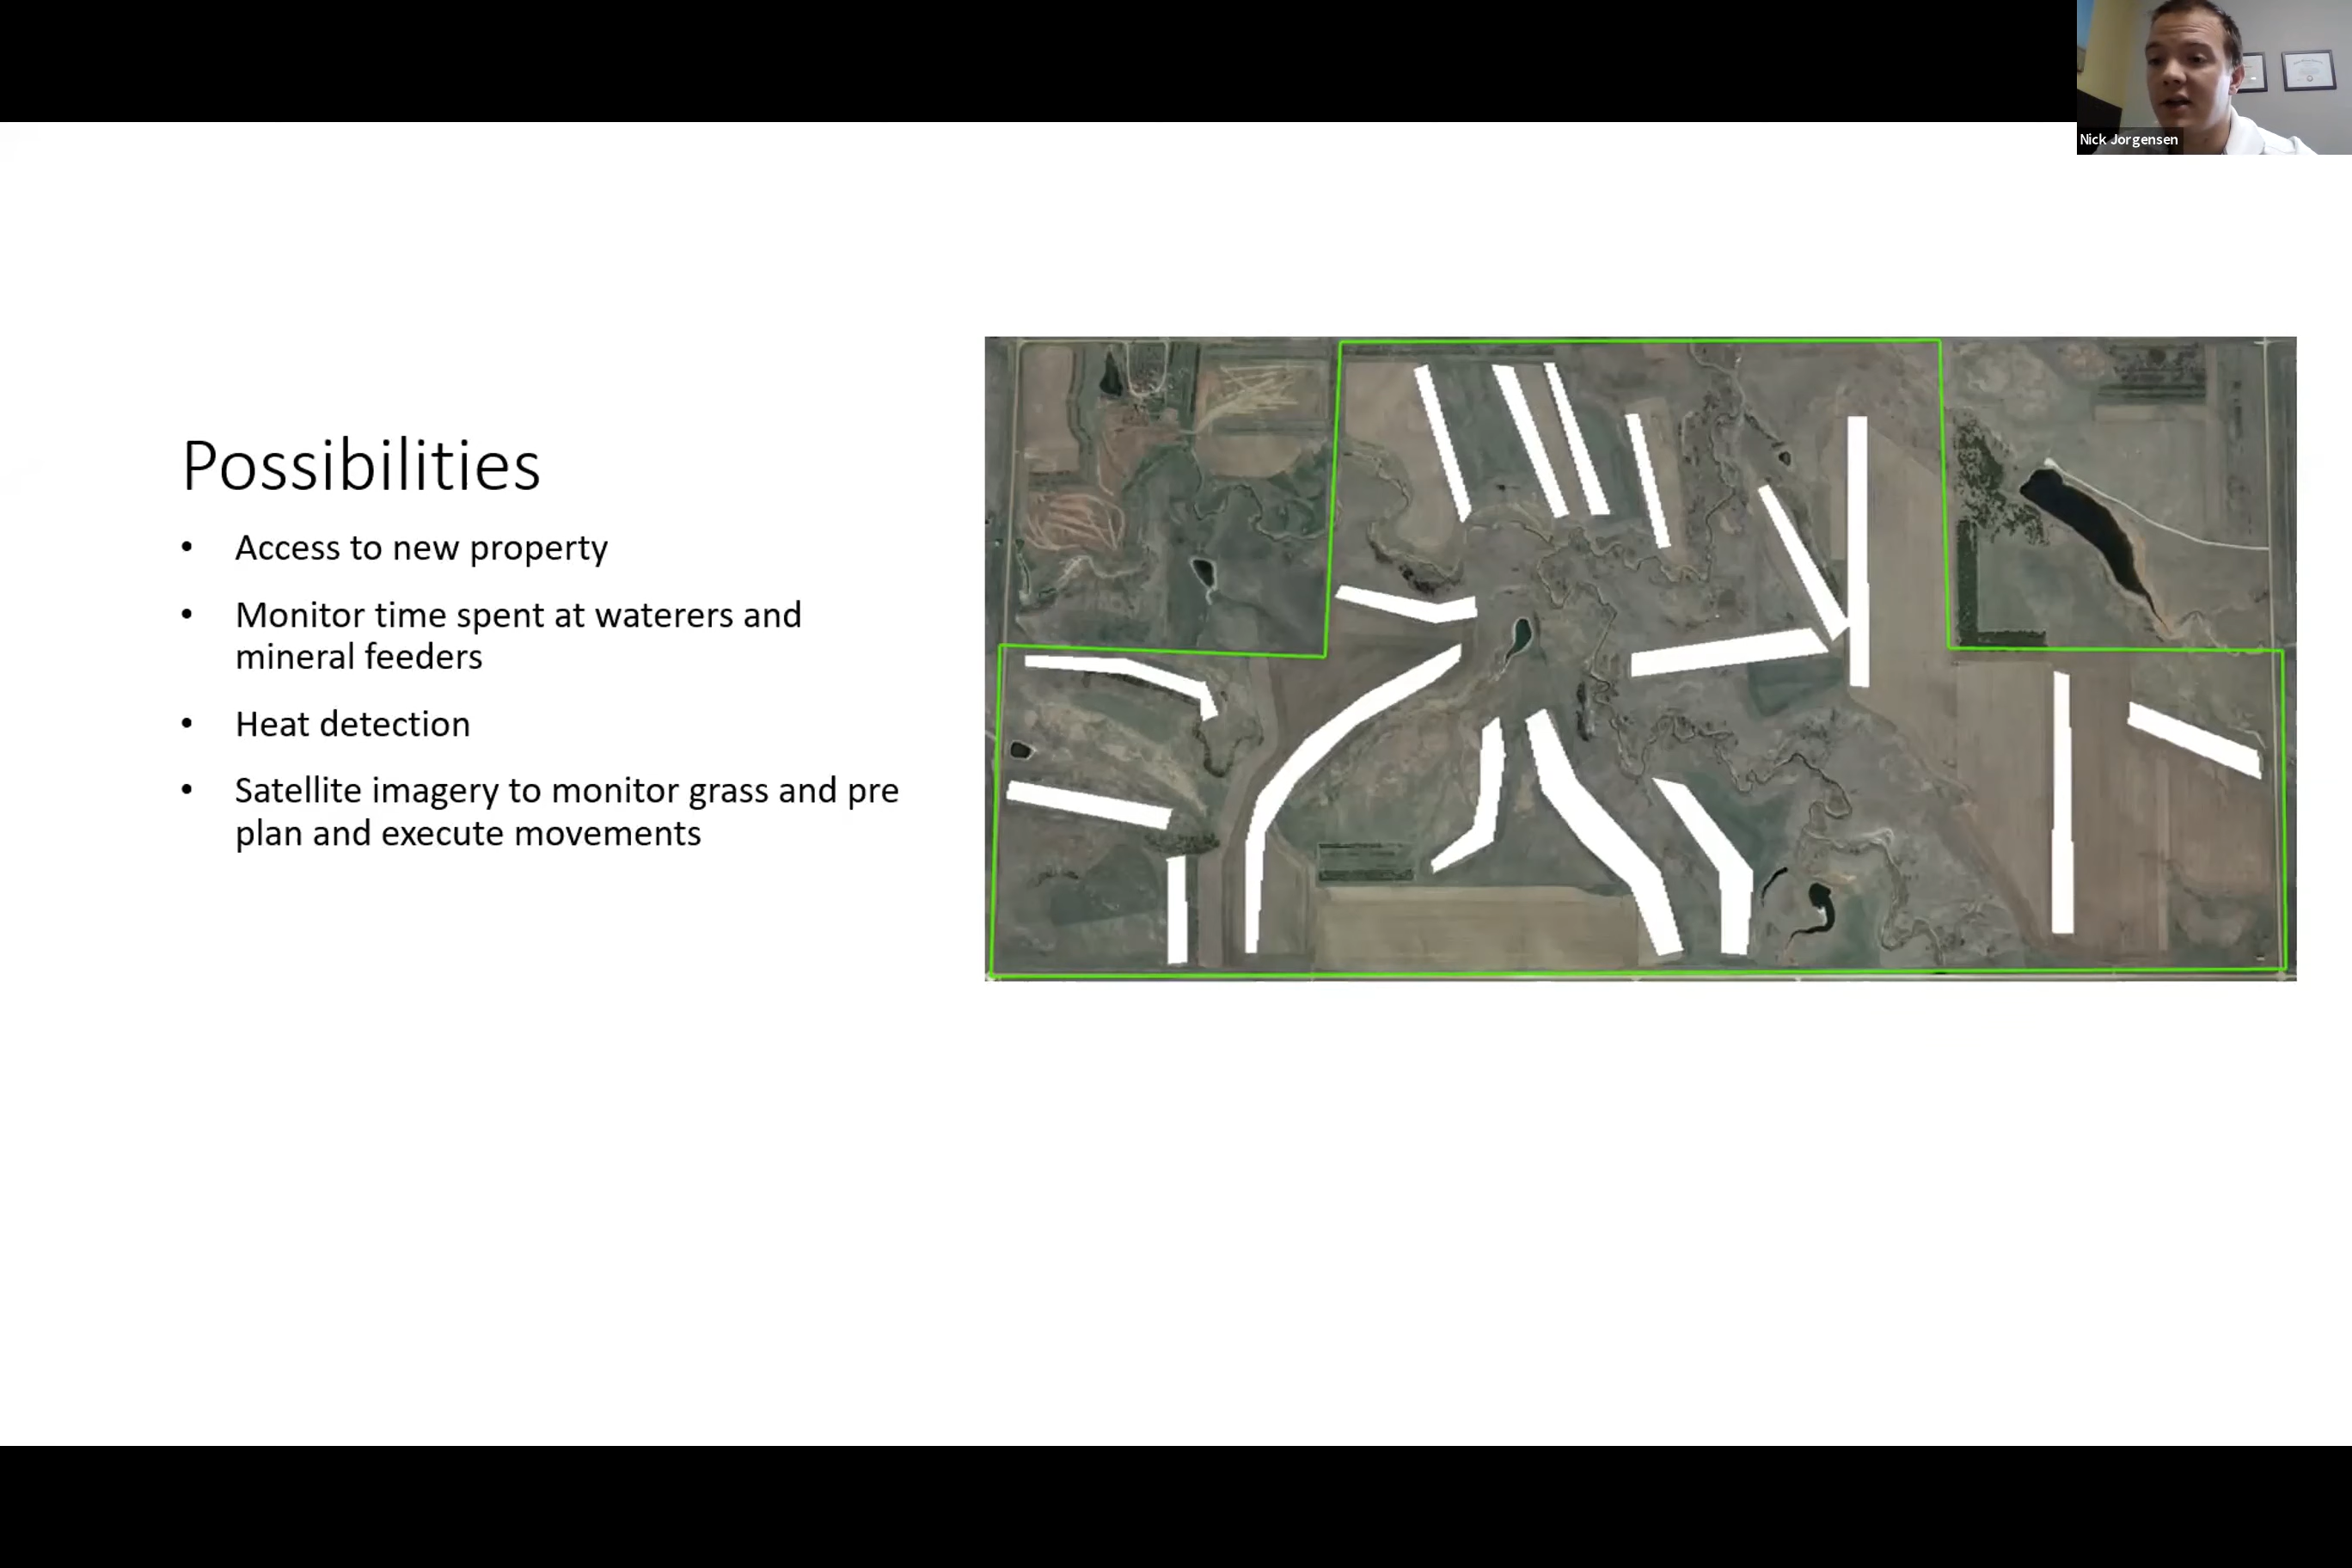 Nick Jorgensen
Possibilities
• Access to new property
• Monitor time spent at waterers and
mineral feeders
• Heat detection
• Satellite imagery to monitor grass and pre
plan and execute movements